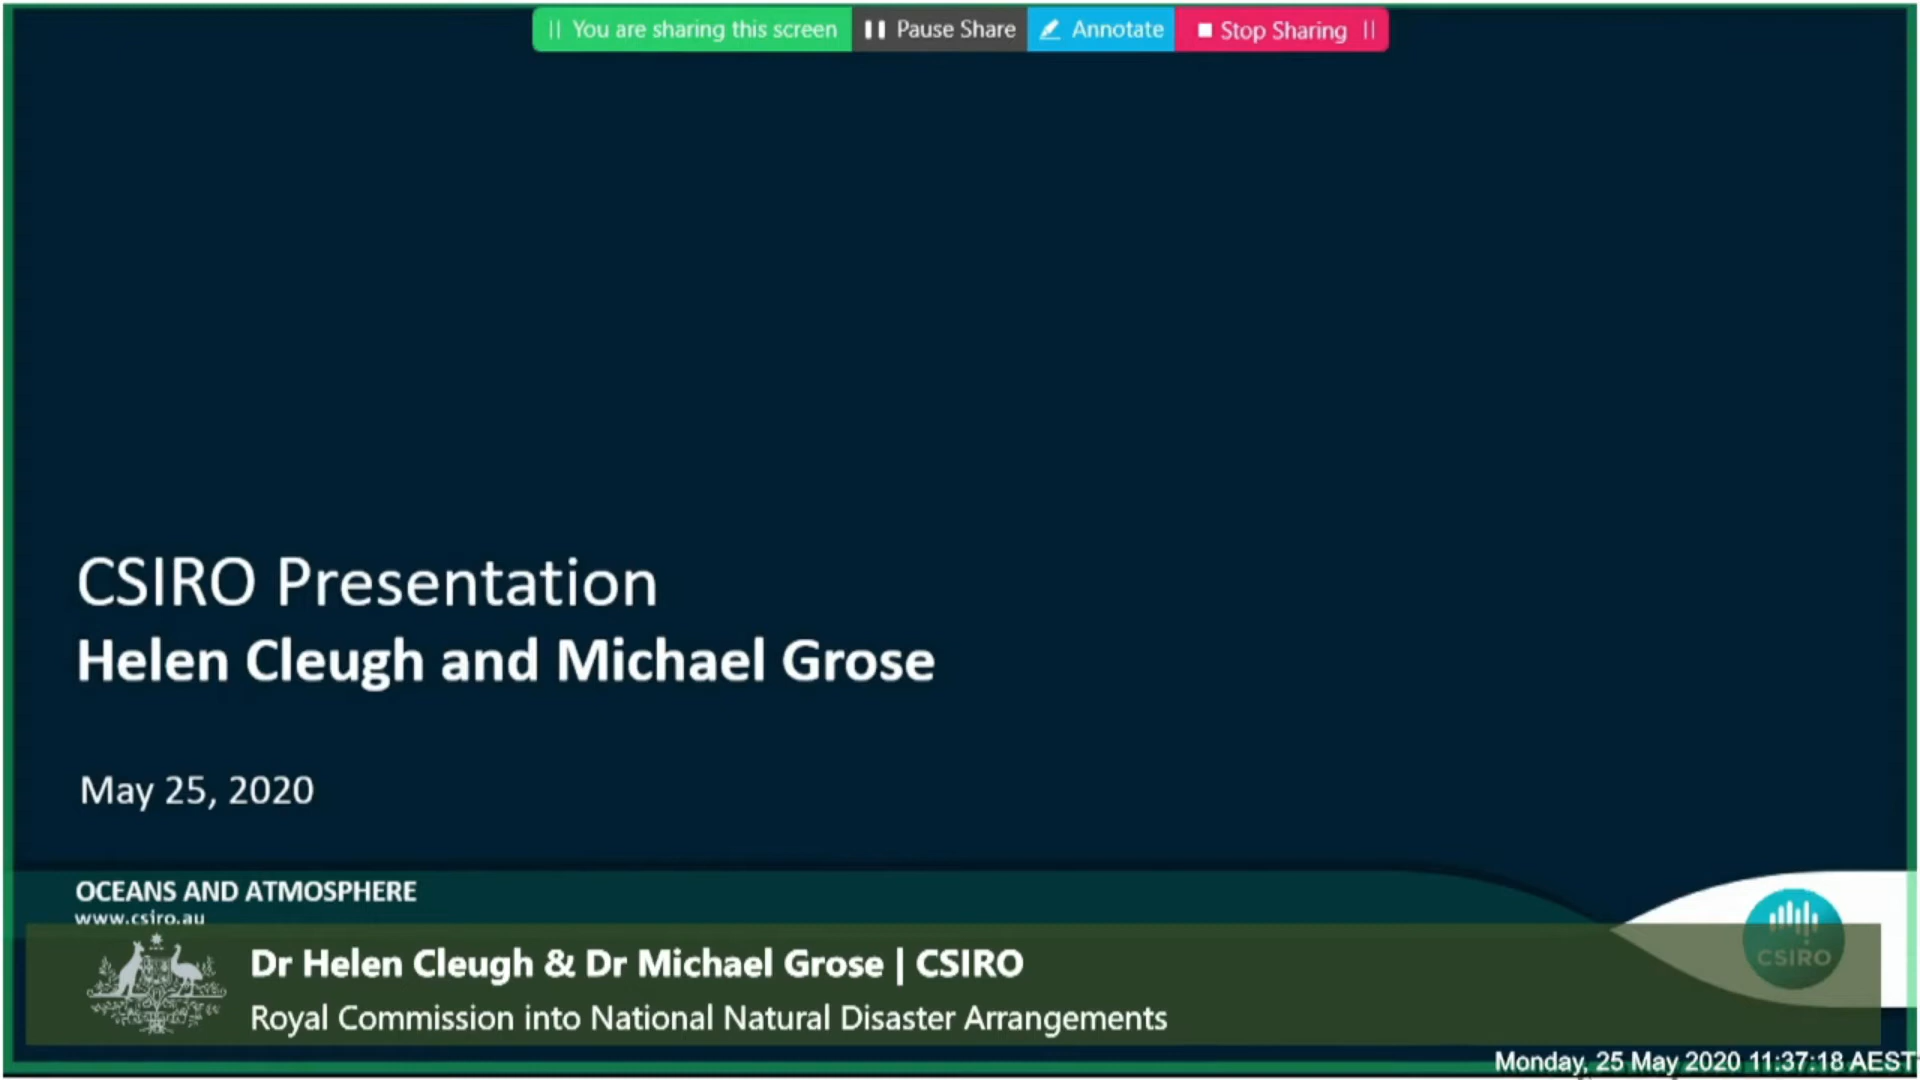 You are sharing this screen Pause Share Annotate Stop Sharing
CSIRO Presentation
Helen Cleugh and Michael Grose
May 25, 2020
OCEANS AND ATMOSPHERE
www.csiro.au
CSIRO
Dr Helen Cleugh & Dr Michael Grose | CSIRO
Royal Commission into National Natural Disaster Arrangements
Monday, 25 May 2020 11:37:18 AEST